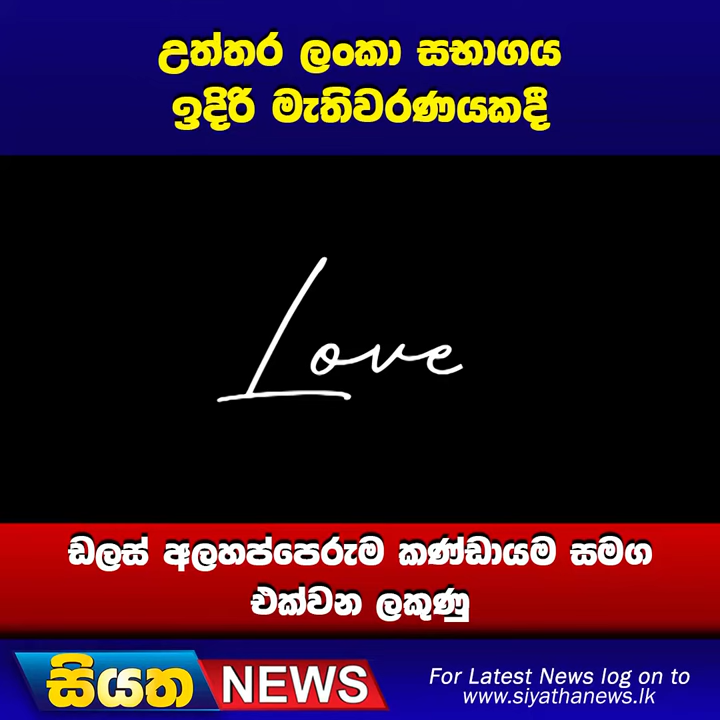 උත්තර ලංකා සභාගය
ඉදිරි මැතිවරණයකදී
Love
ඩලස් අලහප්පෙරුම කණ්ඩායම සමග
එක්වන ලකුණු
සියත NEWS
For Latest News log on to
www.siyathanews.lk